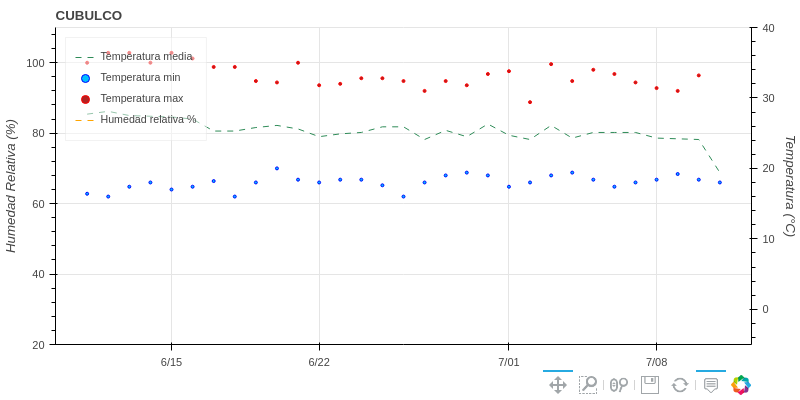 CUBULCO
Temperatura media
Temperatura min
Temperatura max
Humedad relativa %
Humedad Relativa (%)
100
80
60
40
20
Temperatura (°C)
40
30
20
10
0
6/15
6/22
7/01
7/08